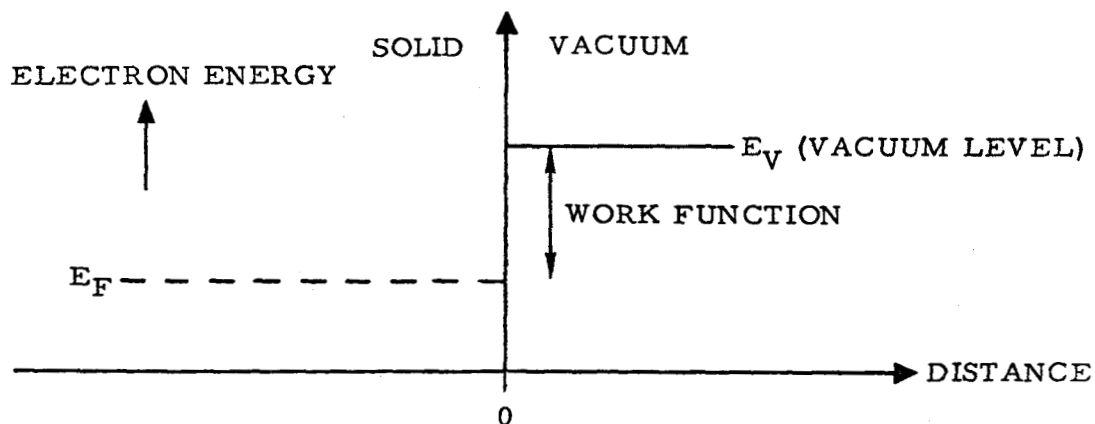 SOLID VACUUM
ELECTRON ENERGY
E_V (VACUUM LEVEL)
WORK FUNCTION
E_F
DISTANCE
0